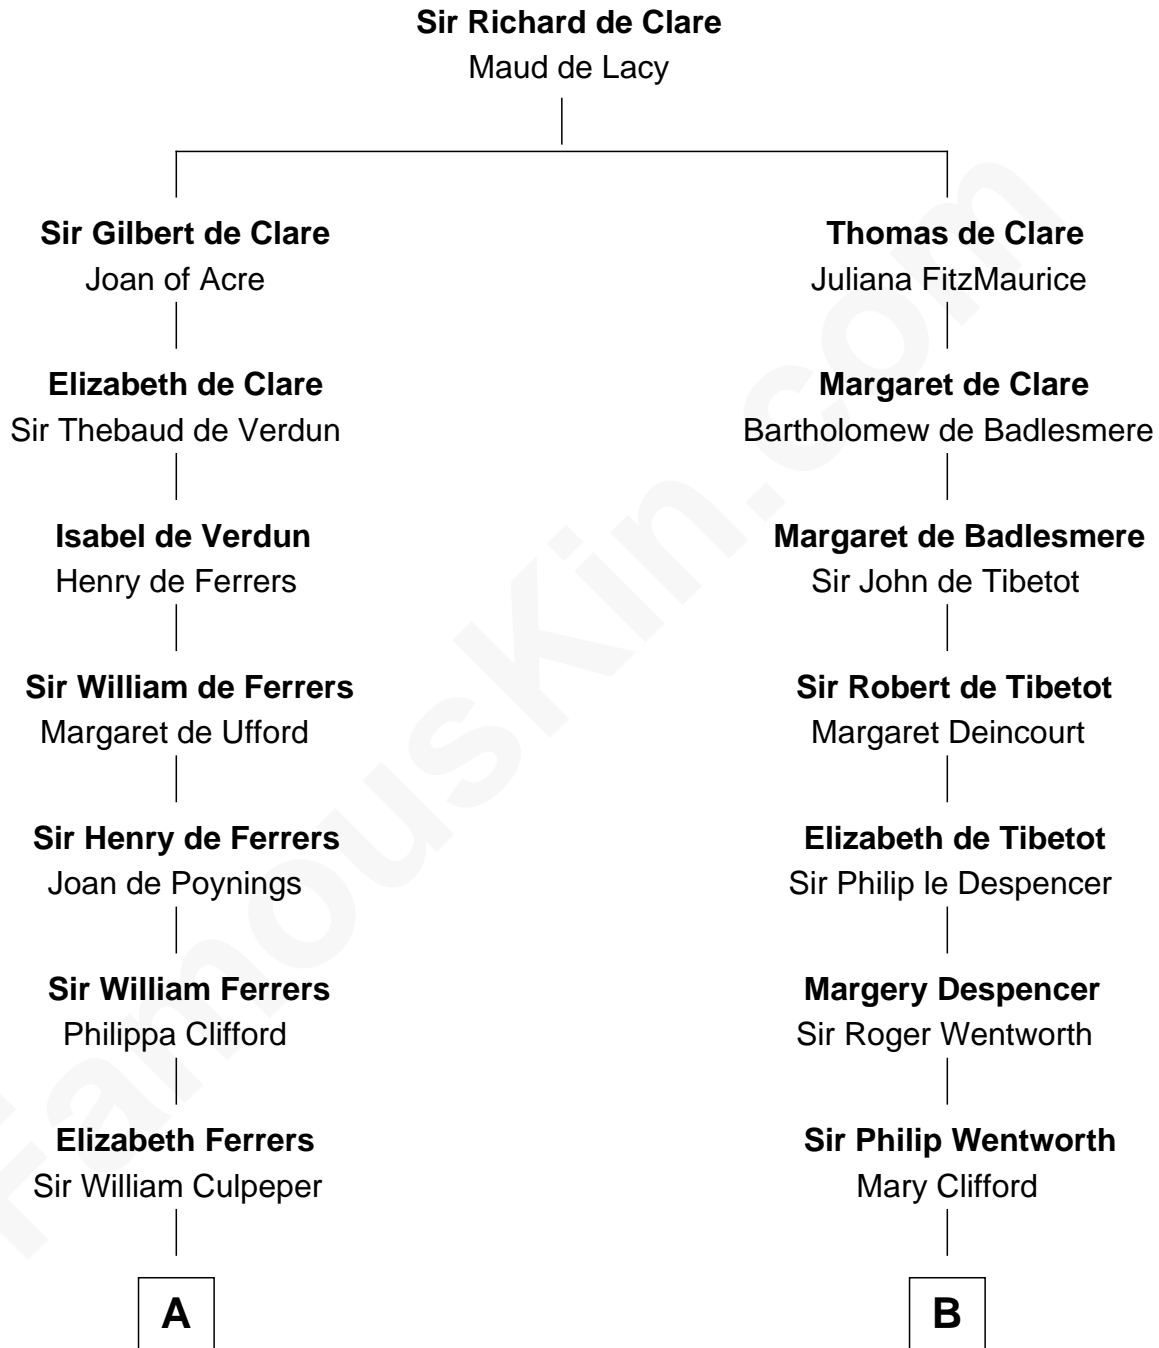 Sir Richard de Clare
Maud de Lacy
Sir Gilbert de Clare
Joan of Acre
Thomas de Clare
Juliana FitzMaurice
Elizabeth de Clare
Sir Thebaud de Verdun
Margaret de Clare
Bartholomew de Badlesmere
Isabel de Verdun
Henry de Ferrers
Margaret de Badlesmere
Sir John de Tibetot
Sir William de Ferrers
Margaret de Ufford
Sir Robert de Tibetot
Margaret Deincourt
Sir Henry de Ferrers
Joan de Poynings
Elizabeth de Tibetot
Sir Philip le Despencer
Sir William Ferrers
Philippa Clifford
Margery Despencer
Sir Roger Wentworth
Elizabeth Ferrers
Sir William Culpeper
Sir Philip Wentworth
Mary Clifford
A
B
FamousKin.com